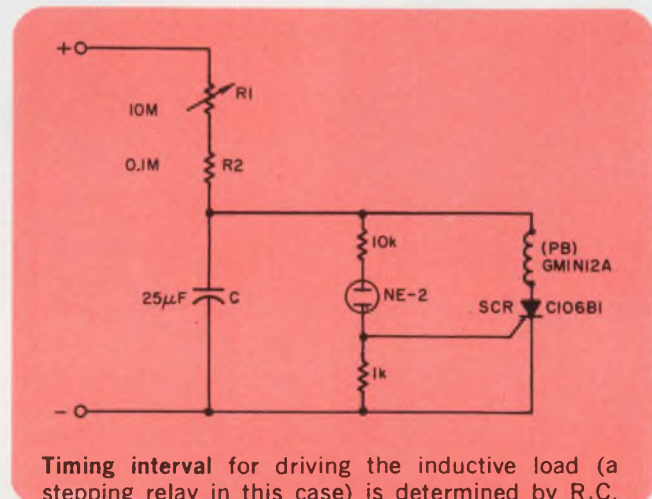 +
R1
10M
0.1M R2
10k
(PB)
GM1N12A
25µF C
NE-2
SCR C106B1
1k
-
Timing interval for driving the inductive load (a
stepping relay in this case) is determined by R.C.